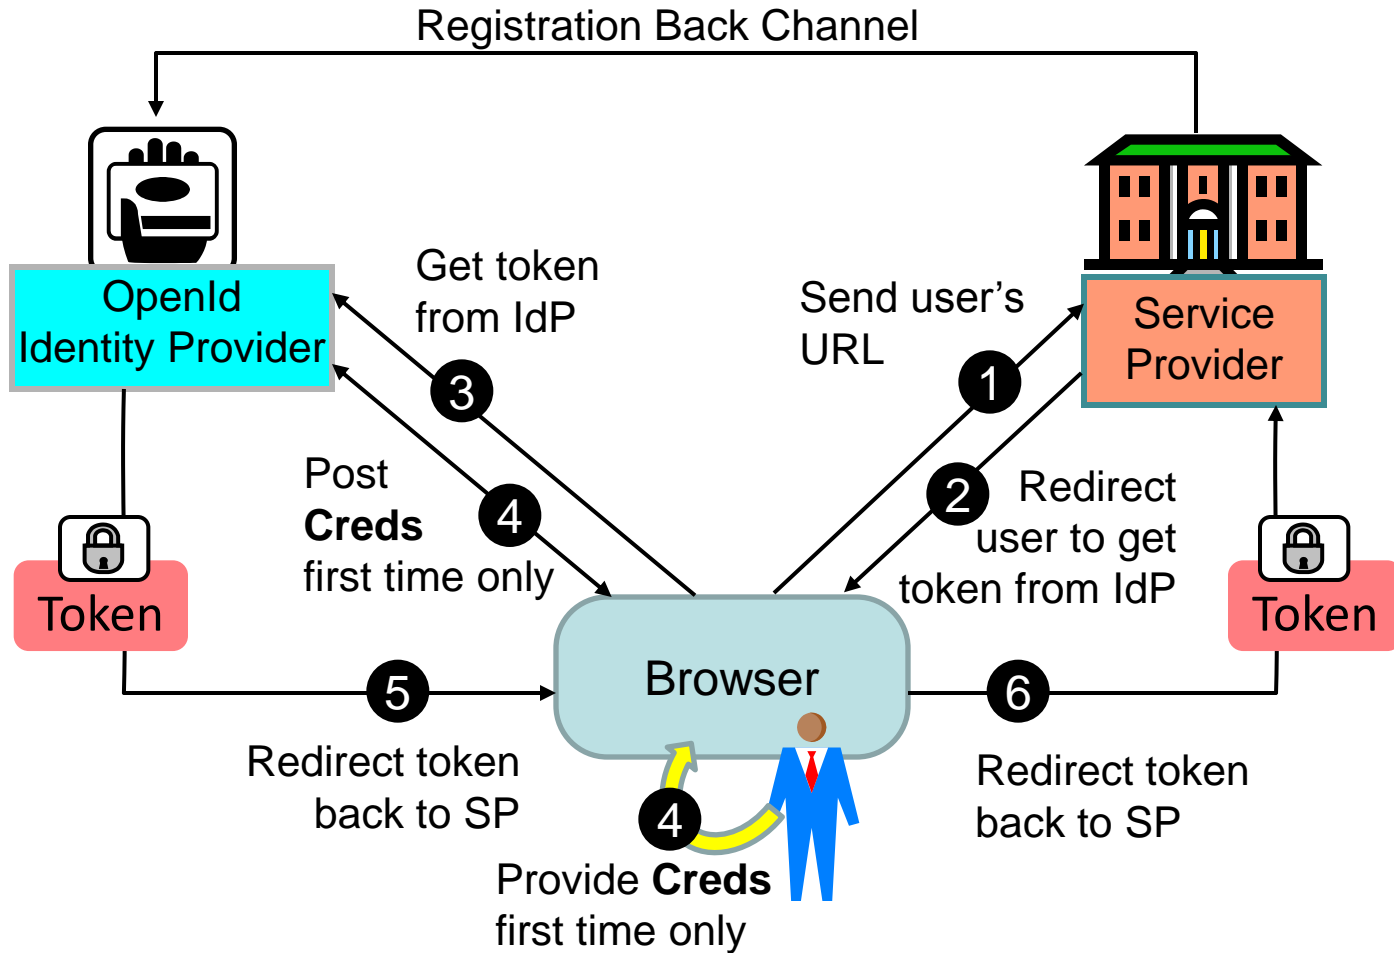 Registration Back Channel
OpenId
Identity Provider
Get token
from IdP
Send user’s
URL
Service
Provider
3
1
Post
Creds
first time only
4
2
Redirect
user to get
token from IdP
Token
Token
Browser
5
6
Redirect token
back to SP
Redirect token
back to SP
4
Provide Creds
first time only